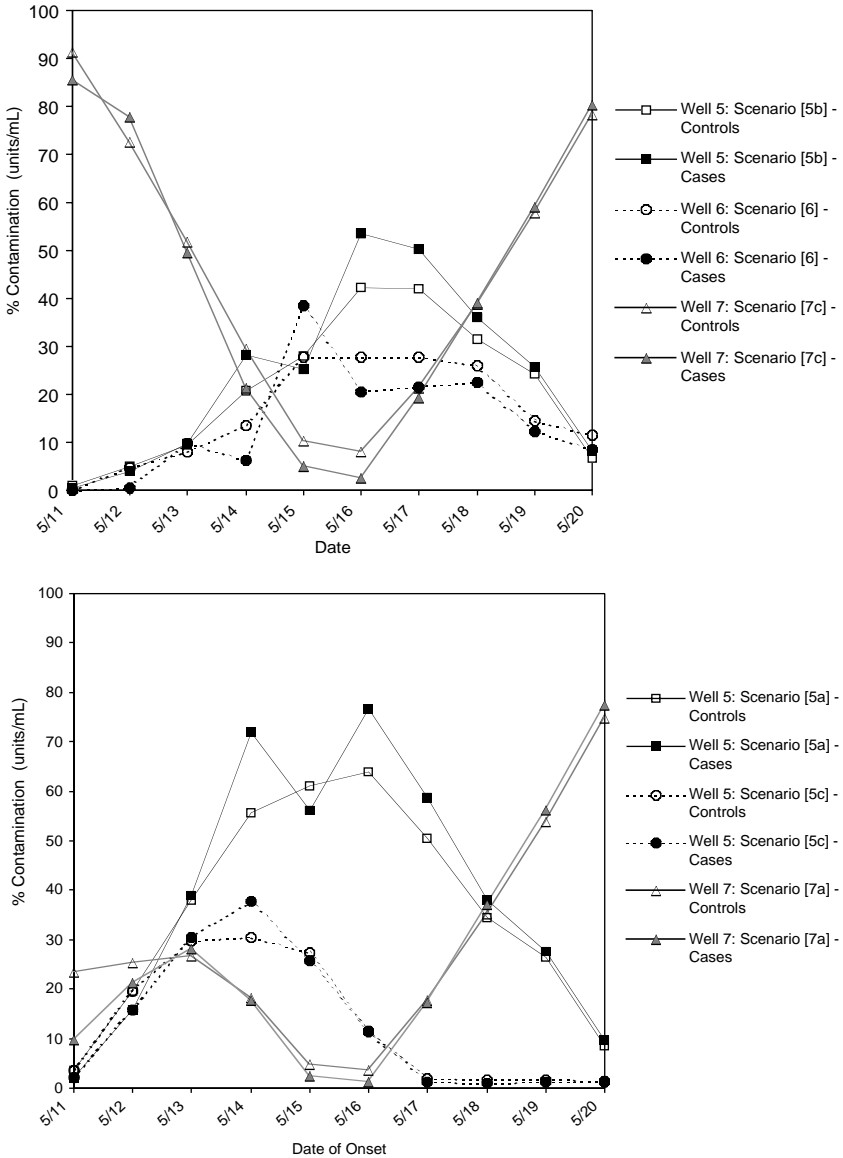 100
90
80
70
60
50
40
30
20
10
0
% Contamination (units/mL)
5/11
5/12
5/13
5/14
5/15
5/16
5/17
5/18
5/19
5/20
Date
Well 5: Scenario [5b] -
Controls
Well 5: Scenario [5b] -
Cases
Well 6: Scenario [6] -
Controls
Well 6: Scenario [6] -
Cases
Well 7: Scenario [7c] -
Controls
Well 7: Scenario [7c] -
Cases
100
90
80
70
60
50
40
30
20
10
0
% Contamination (units/mL)
5/11
5/12
5/13
5/14
5/15
5/16
5/17
5/18
5/19
5/20
Date of Onset
Well 5: Scenario [5a] -
Controls
Well 5: Scenario [5a] -
Cases
Well 5: Scenario [5c] -
Controls
Well 5: Scenario [5c] -
Cases
Well 7: Scenario [7a] -
Controls
Well 7: Scenario [7a] -
Cases